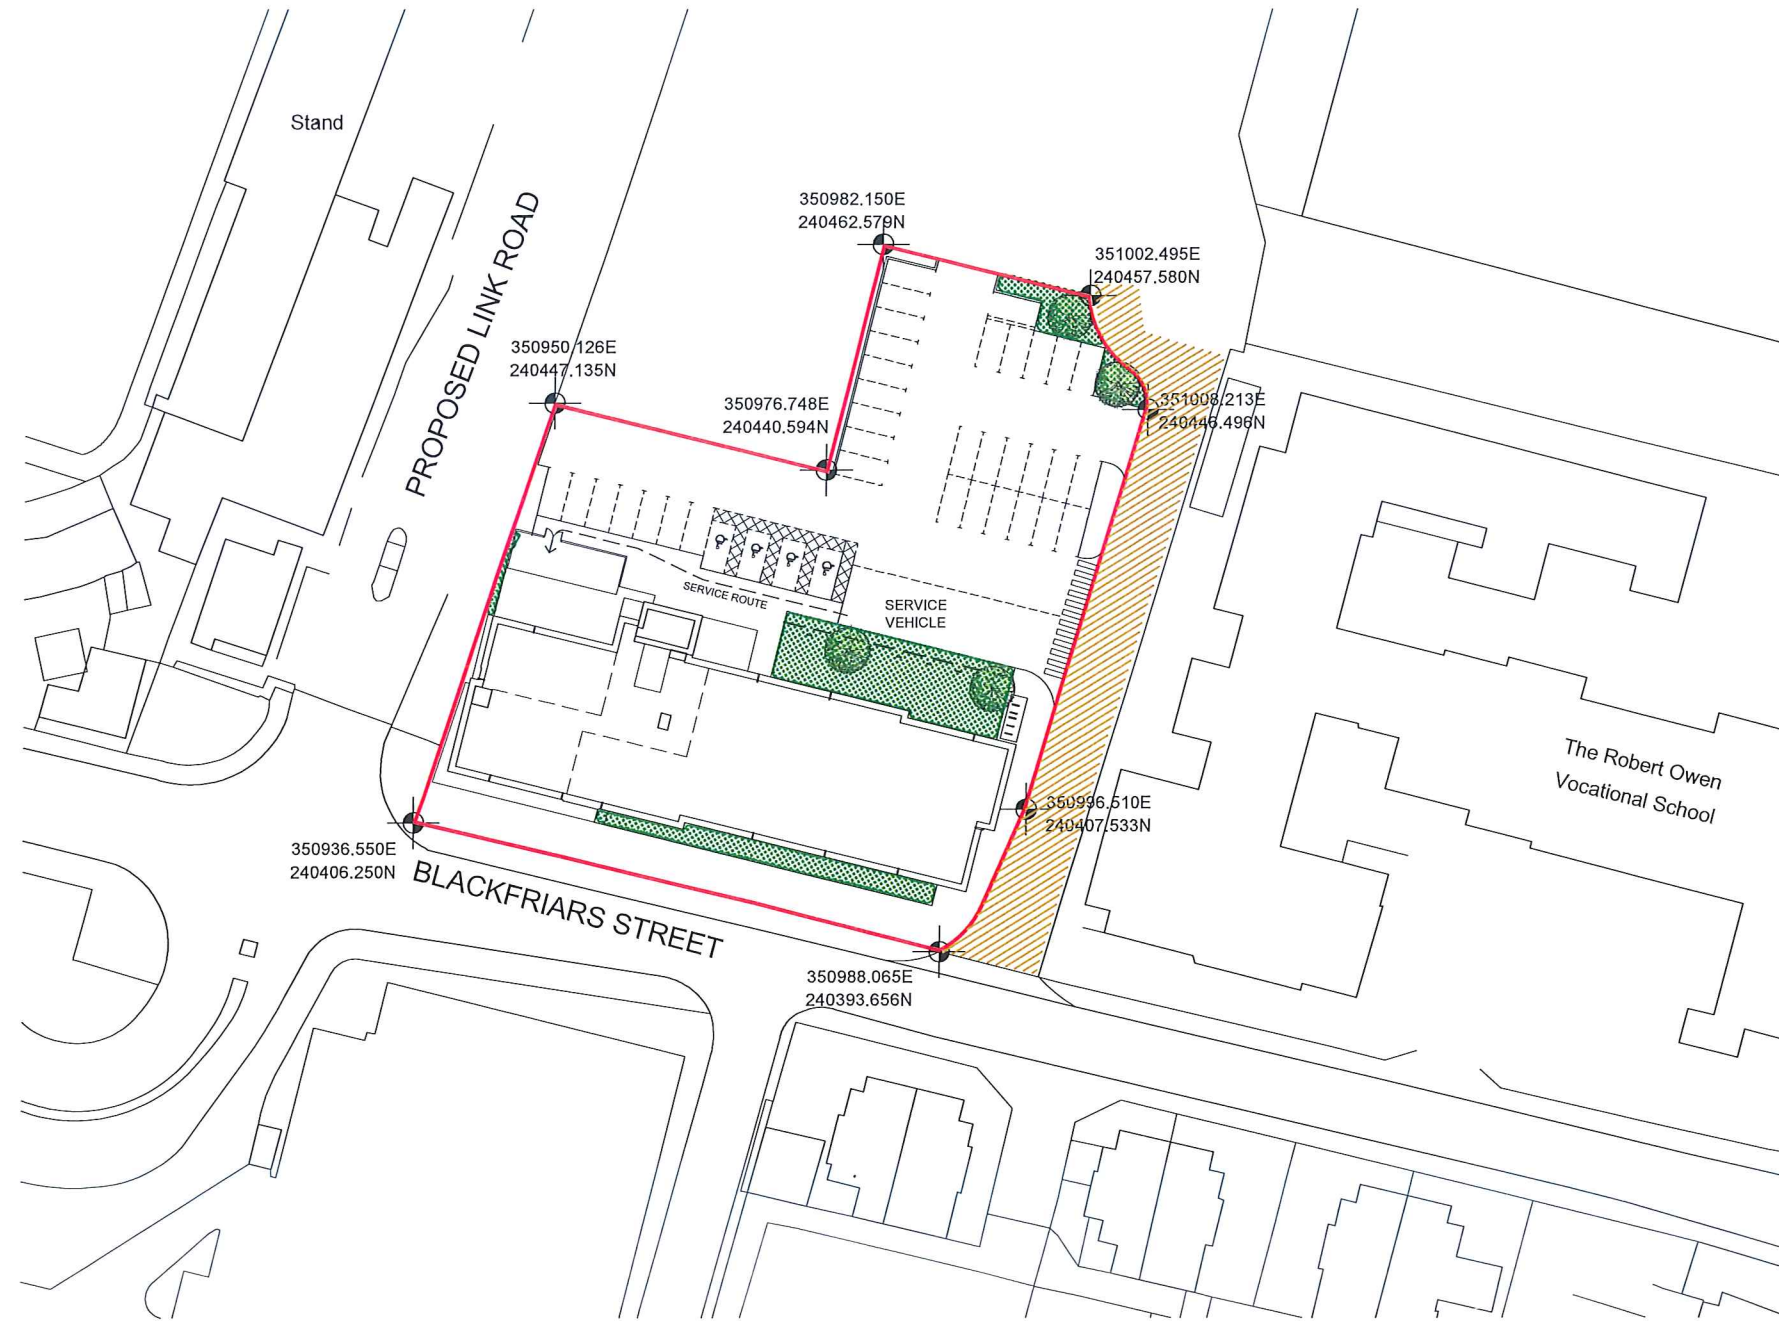 Stand
PROPOSED LINK ROAD
350982.150E
240462.579N
351002.495E
240457.580N
350950.126E
240447.135N
350976.748E
240440.594N
351008.213E
240446.496N
SERVICE ROUTE
SERVICE
VEHICLE
The Robert Owen
Vocational School
350996.510E
240407.533N
350936.550E
240406.250N
BLACKFRIARS STREET
350988.065E
240393.656N